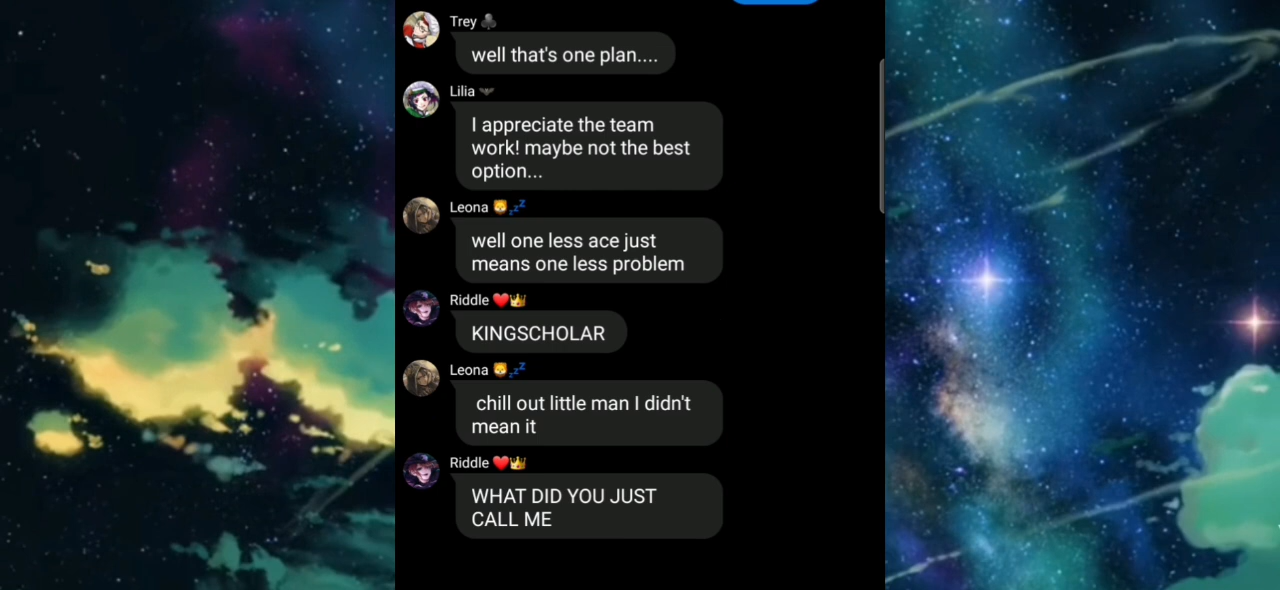 Trey ♣️
well that's one plan....
Lilia 🦇
I appreciate the team
work! maybe not the best
option...
Leona 🦁💤
well one less ace just
means one less problem
Riddle ❤️👑
KINGSCHOLAR
Leona 🦁💤
chill out little man I didn't
mean it
Riddle ❤️👑
WHAT DID YOU JUST
CALL ME